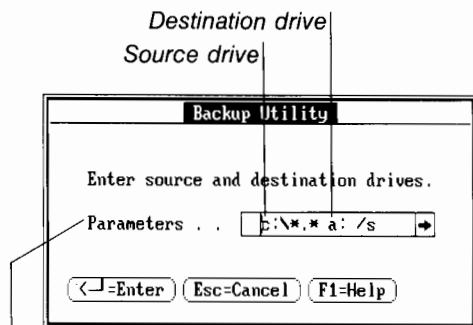 Destination drive
Source drive
Backup Utility
Enter source and destination drives.
Parameters . . c:\*.* a: /s →
<─┘=Enter Esc=Cancel F1=Help